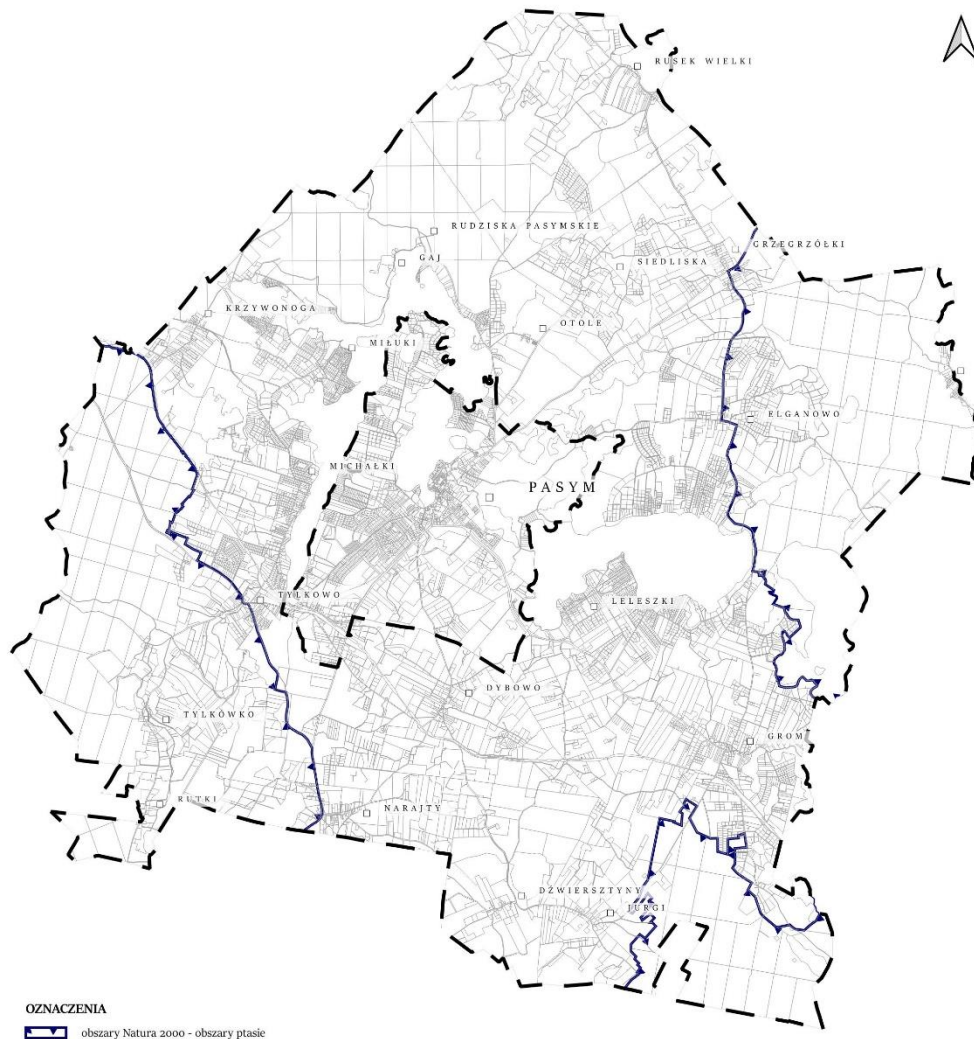 RUSEK WIELKI
RUDZISKA PASYMSKIE
GRZEGRZÓŁKI
GAJ
SIEDLISKA
KRZYWONOGA
OTOLE
MIŁUKI
ELGANOWO
MICHAŁKI
PASYM
TYLKOWO
LELESZKI
DYBOWO
TYLKÓWKO
GROM
RUTKI
NARAJTY
DŹWIERSZTYNY
JURGI
OZNACZENIA
obszary Natura 2000 - obszary ptasie